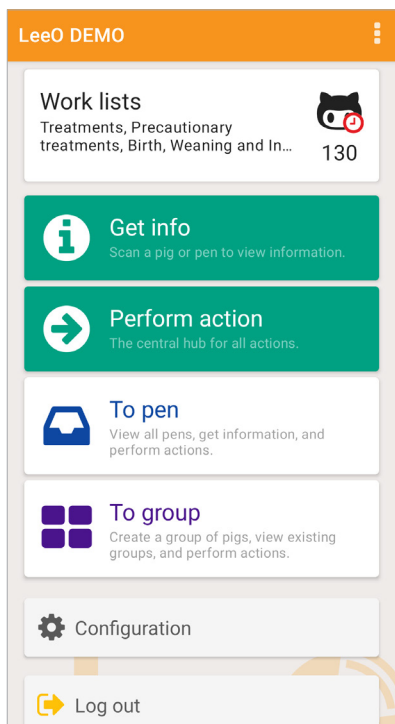 LeeO DEMO
Work lists
Treatments, Precautionary
treatments, Birth, Weaning and In...
130
Get info
Scan a pig or pen to view information.
Perform action
The central hub for all actions.
To pen
View all pens, get information, and
perform actions.
To group
Create a group of pigs, view existing
groups, and perform actions.
Configuration
Log out